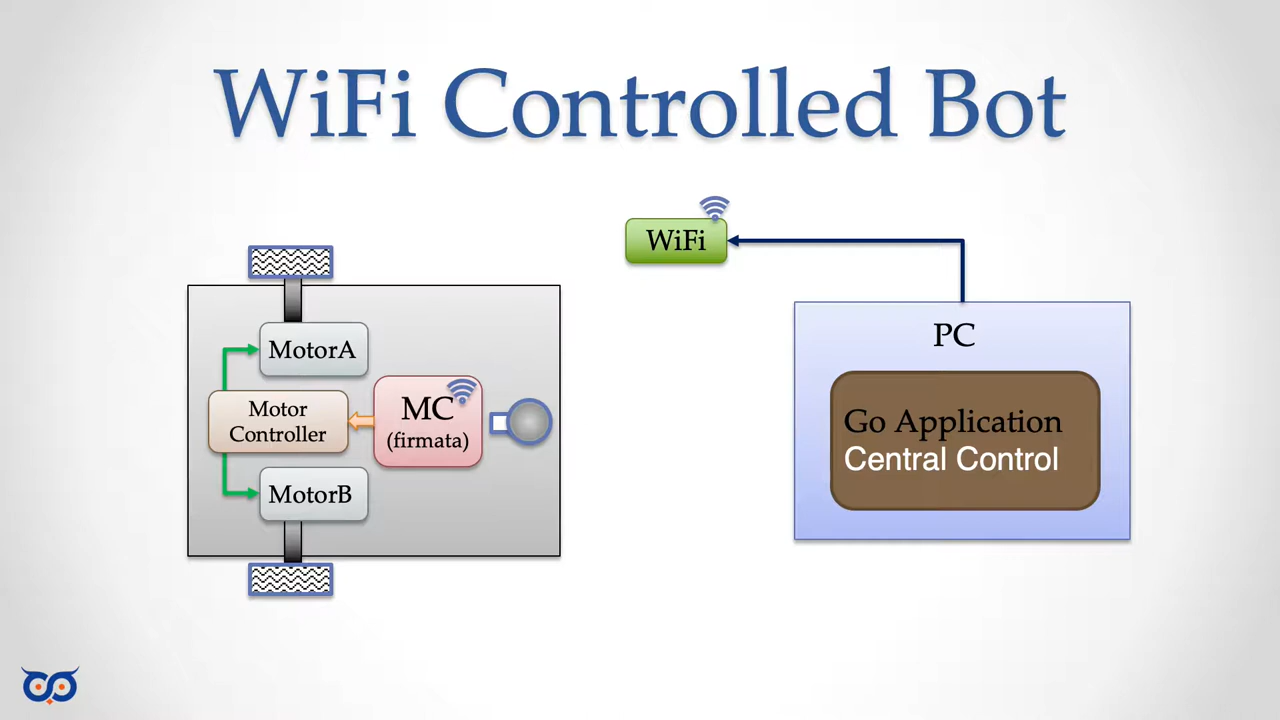 WiFi Controlled Bot
WiFi
PC
MotorA
Motor
Controller
MC
(firmata)
MotorB
Go Application
Central Control